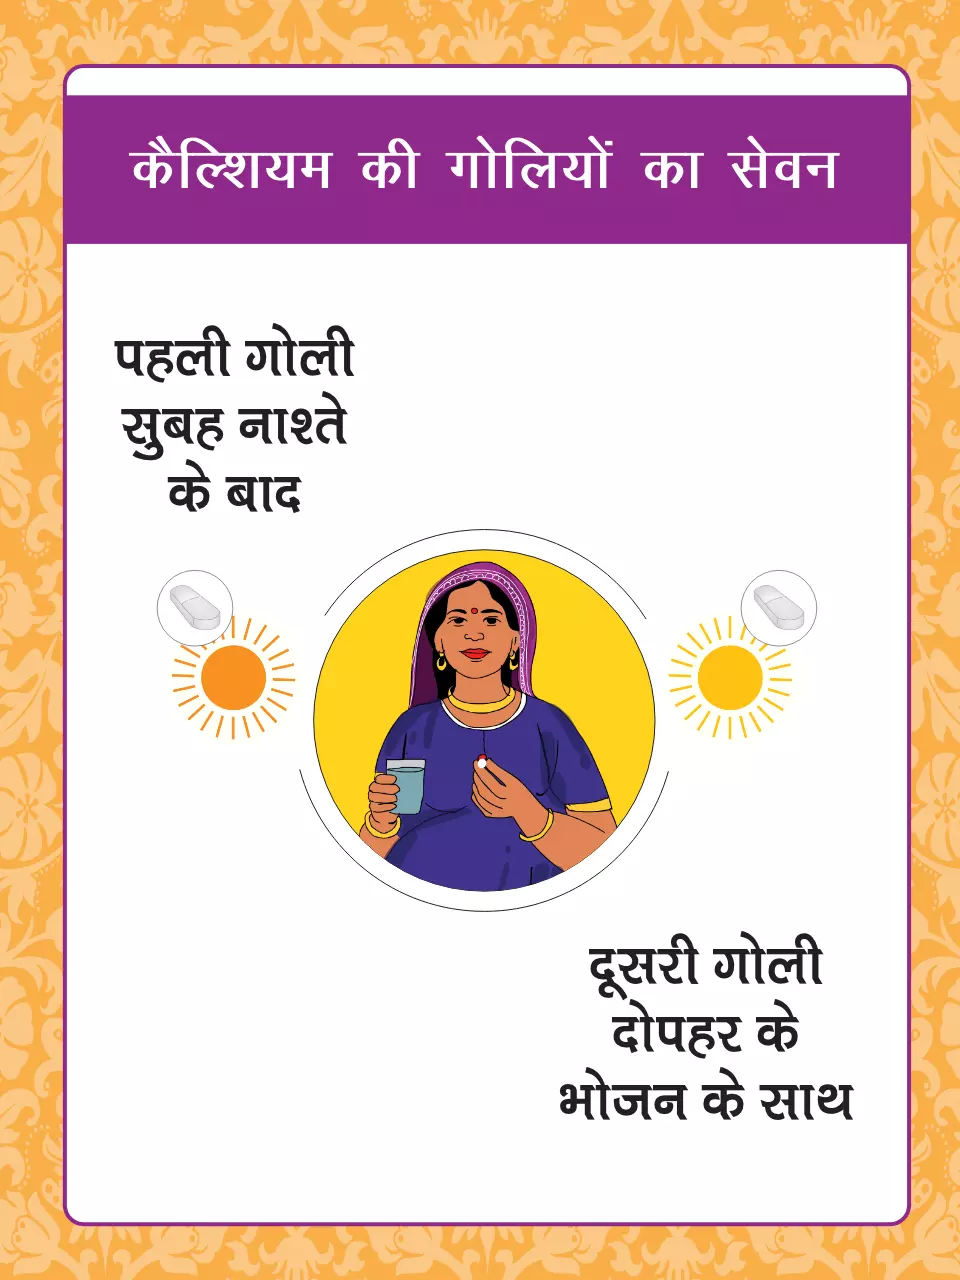 कैल्शियम की गोलियों का सेवन
पहली गोली
सुबह नाश्ते
के बाद
दूसरी गोली
दोपहर के
भोजन के साथ